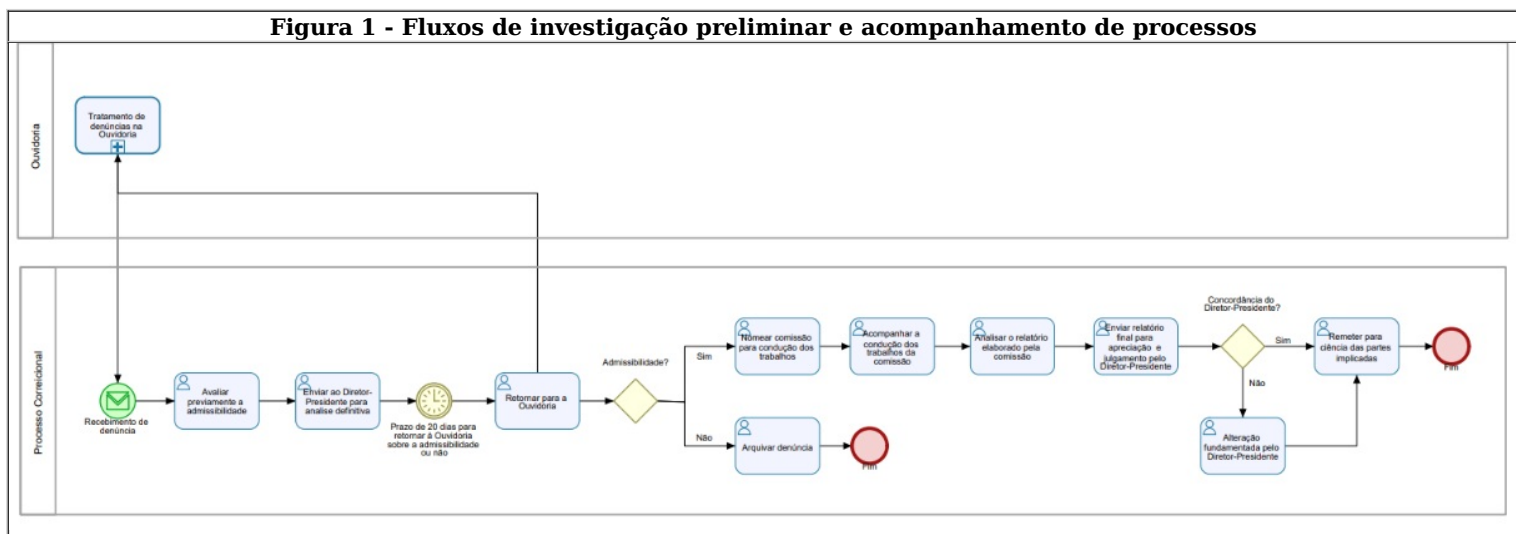 Figura 1 - Fluxos de investigação preliminar e acompanhamento de processos
Ouvidoria
Tratamento de
denúncias na
Ouvidoria
Processo Correicional
Recebimento de
denúncia
Avaliar
previamente a
admissibilidade
Enviar ao Diretor-
Presidente para
analise definitiva
Prazo de 20 dias para
retornar à Ouvidoria
sobre a admissibilidade
ou não
Retornar para a
Ouvidoria
Admissibilidade?
Sim
Não
Nomear comissão
para condução dos
trabalhos
Acompanhar a
condução dos
trabalhos da
comissão
Analisar o relatório
elaborado pela
comissão
Enviar relatório
final para
apreciação e
julgamento pelo
Diretor-Presidente
Concordância do
Diretor-Presidente?
Sim
Não
Remeter para
ciência das partes
implicadas
Fim
Arquivar denúncia
Fim
Alteração
fundamentada pelo
Diretor-Presidente